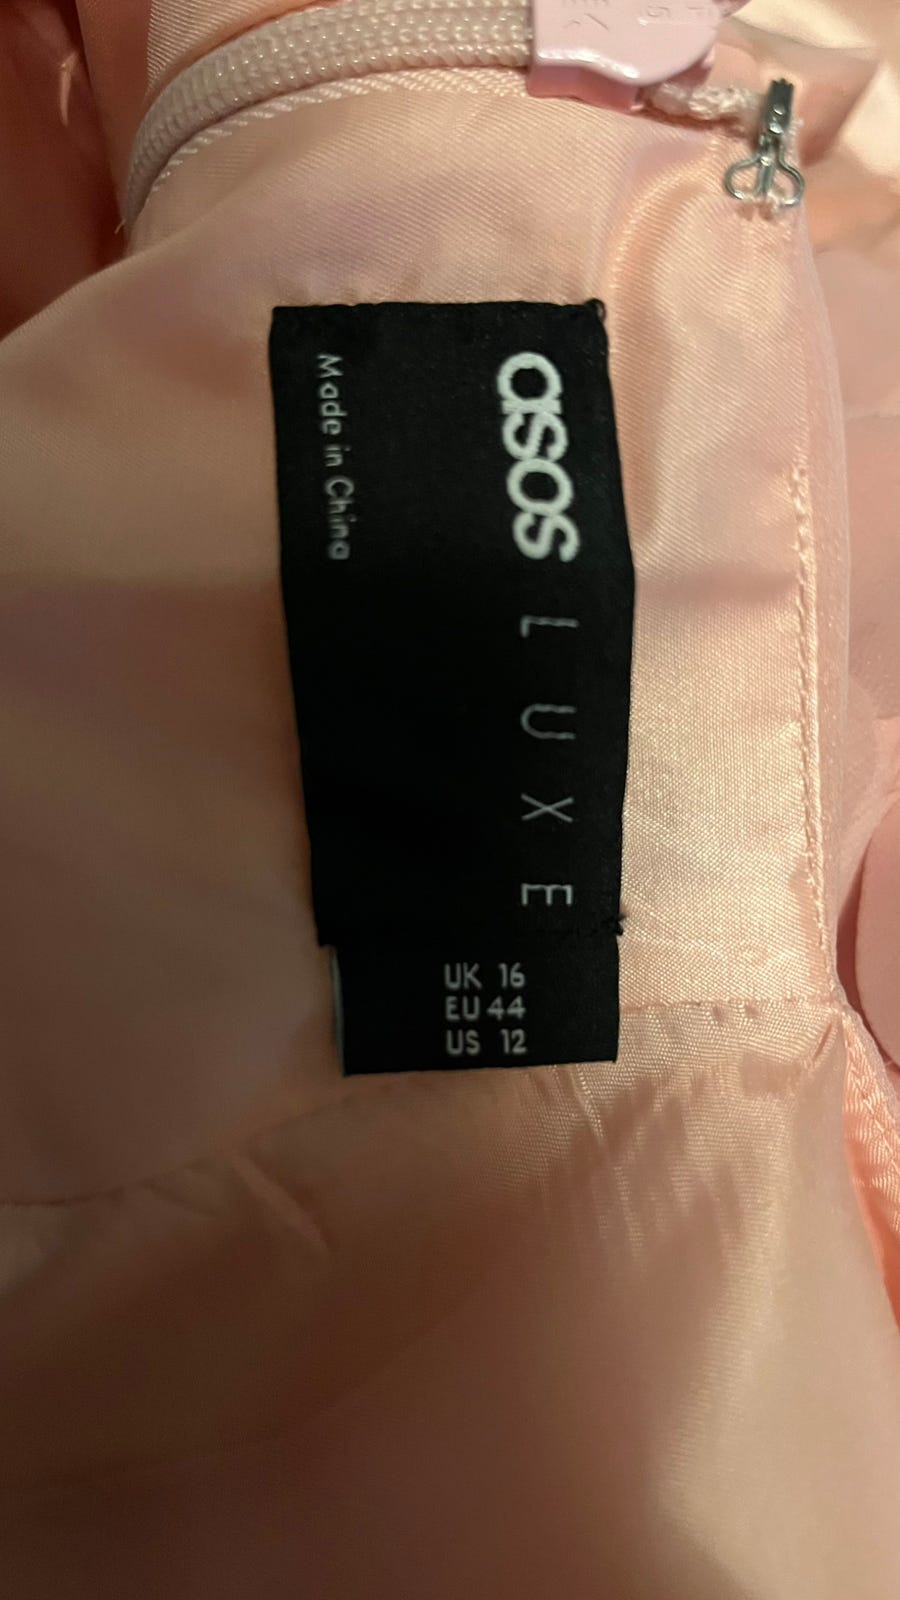 asos LUXE
Made in China
UK 16
EU 44
US 12